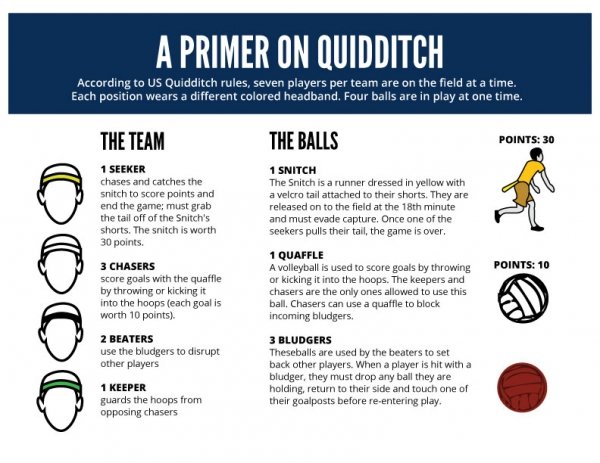 A PRIMER ON QUIDDITCH
According to US Quidditch rules, seven players per team are on the field at a time.
Each position wears a different colored headband. Four balls are in play at one time.
THE TEAM
1 SEEKER
chases and catches the
snitch to score points and
end the game; must grab
the tail off of the Snitch's
shorts. The snitch is worth
30 points.
3 CHASERS
score goals with the quaffle
by throwing or kicking it
into the hoops (each goal is
worth 10 points).
2 BEATERS
use the bludgers to disrupt
other players
1 KEEPER
guards the hoops from
opposing chasers
THE BALLS
1 SNITCH
The Snitch is a runner dressed in yellow with
a velcro tail attached to their shorts. They are
released on to the field at the 18th minute
and must evade capture. Once one of the
seekers pulls their tail, the game is over.
1 QUAFFLE
A volleyball is used to score goals by throwing
or kicking it into the hoops. The keepers and
chasers are the only ones allowed to use this
ball. Chasers can use a quaffle to block
incoming bludgers.
3 BLUDGERS
Theseballs are used by the beaters to set
back other players. When a player is hit with a
bludger, they must drop any ball they are
holding, return to their side and touch one of
their goalposts before re-entering play.
POINTS: 30
POINTS: 10